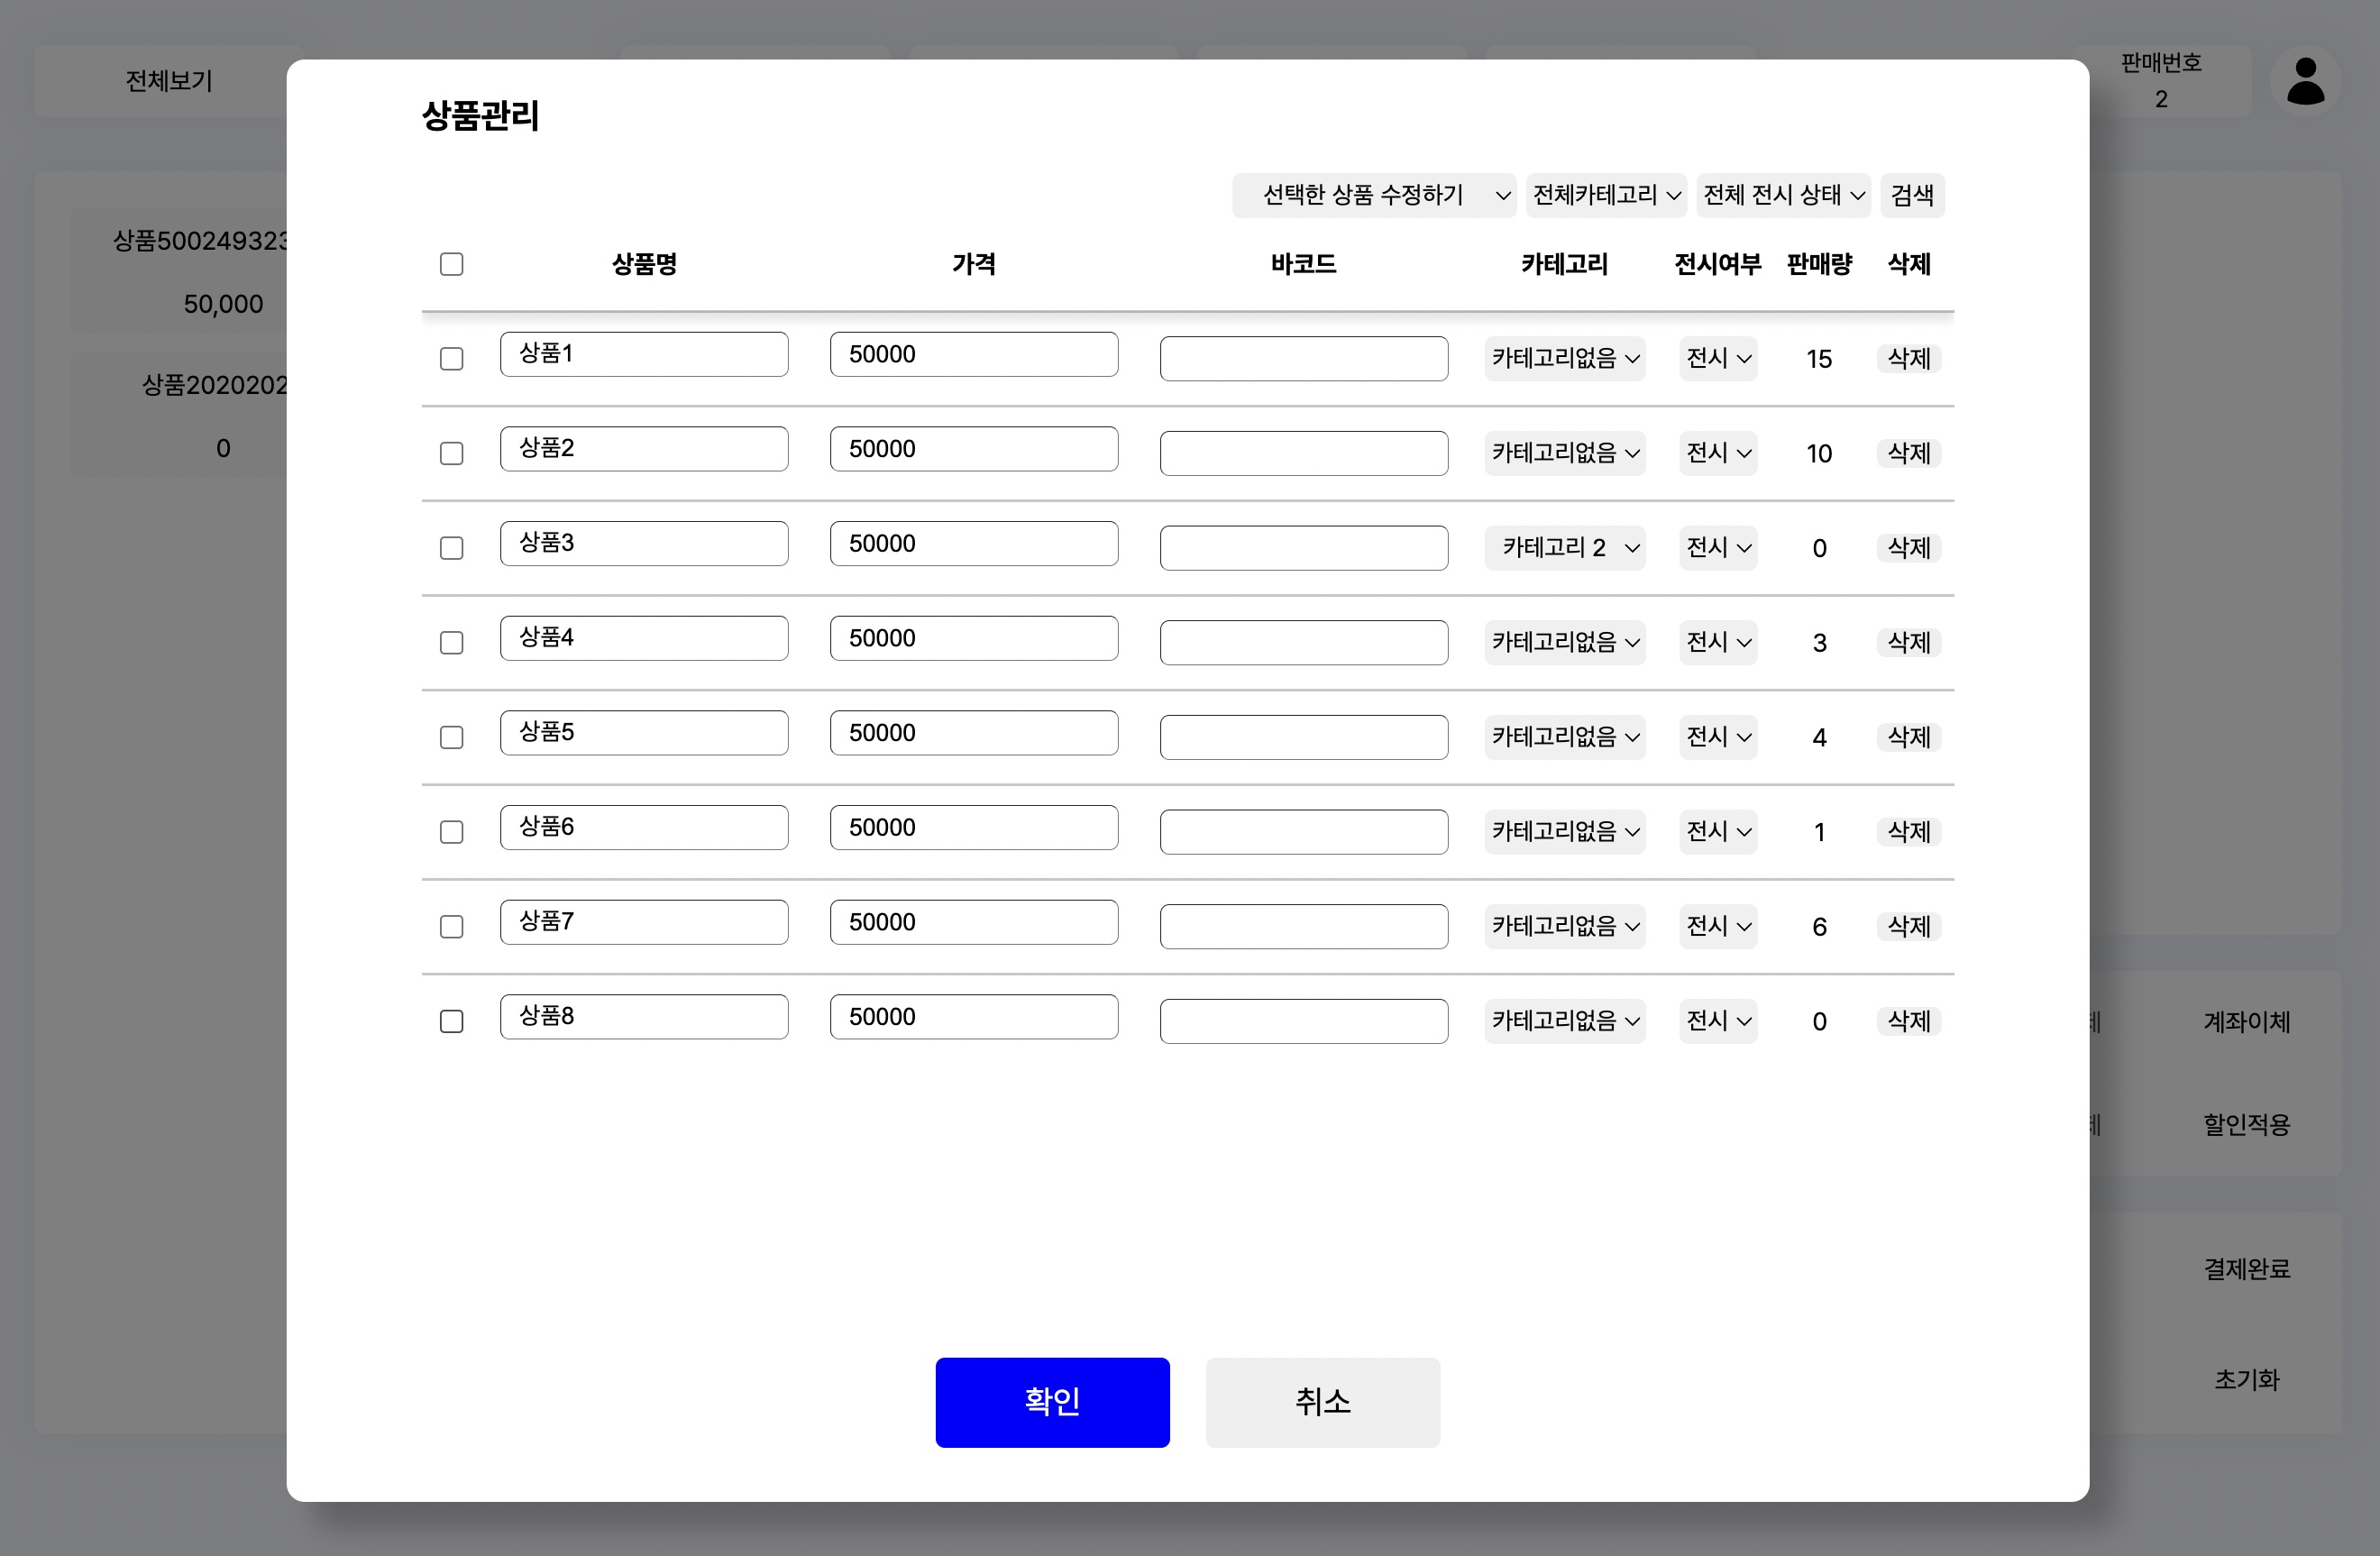 전체보기
판매번호
2
상품500249323
50,000
상품2020202
0
상품관리
선택한 상품 수정하기 전체카테고리 전체 전시 상태 검색
상품명 가격 바코드 카테고리 전시여부 판매량 삭제
상품1 50000 카테고리없음 전시 15 삭제
상품2 50000 카테고리없음 전시 10 삭제
상품3 50000 카테고리 2 전시 0 삭제
상품4 50000 카테고리없음 전시 3 삭제
상품5 50000 카테고리없음 전시 4 삭제
상품6 50000 카테고리없음 전시 1 삭제
상품7 50000 카테고리없음 전시 6 삭제
상품8 50000 카테고리없음 전시 0 삭제
계좌이체
할인적용
결제완료
초기화
확인 취소